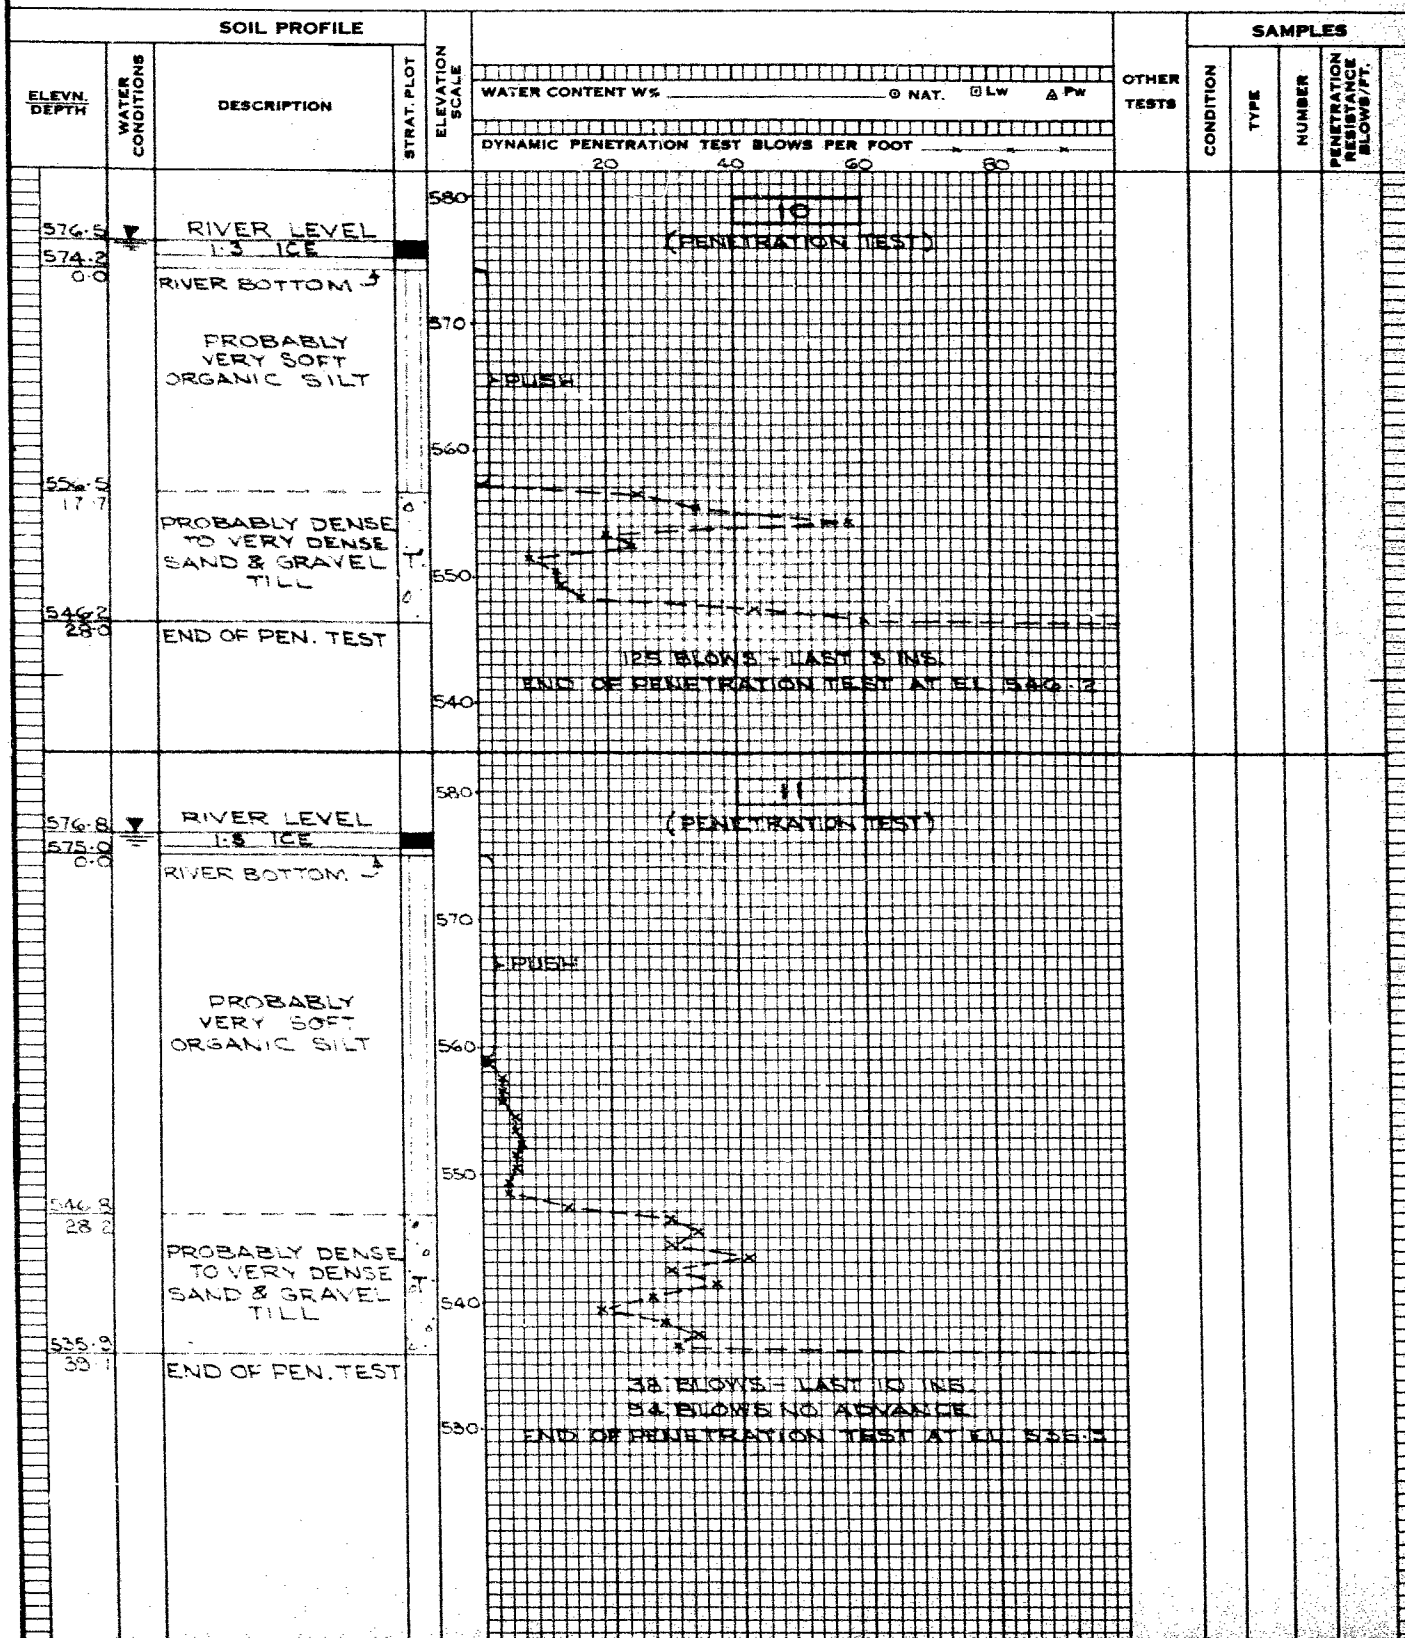 SOIL PROFILE
SAMPLES
ELEVN.
DEPTH
WATER
CONDITIONS
DESCRIPTION
STRAT. PLOT
ELEVATION
SCALE
WATER CONTENT W% NAT. LW PW
DYNAMIC PENETRATION TEST BLOWS PER FOOT
20 40 60 80
OTHER
TESTS
CONDITION
TYPE
NUMBER
PENETRATION
RESISTANCE
BLOWS/FT.
580
10
576.5
RIVER LEVEL
(PENETRATION TEST)
1.3 ICE
574.2
0.0
RIVER BOTTOM
570
PROBABLY
VERY SOFT
ORGANIC SILT
PUSH
560
556.5
17.7
PROBABLY DENSE
TO VERY DENSE
SAND & GRAVEL
TILL
T
550
546.2
28.0
END OF PEN. TEST
125 BLOWS - LAST 3 INS.
END OF PENETRATION TEST AT EL 546.2
540
580
11
576.8
RIVER LEVEL
(PENETRATION TEST)
1.8 ICE
575.0
0.0
RIVER BOTTOM.
570
PUSH
PROBABLY
VERY SOFT
ORGANIC SILT
560
550
546.8
28.2
PROBABLY DENSE
TO VERY DENSE
SAND & GRAVEL
TILL
T
540
535.9
39.1
END OF PEN. TEST
38 BLOWS - LAST 10 INS.
54 BLOWS NO ADVANCE
530
END OF PENETRATION TEST AT EL